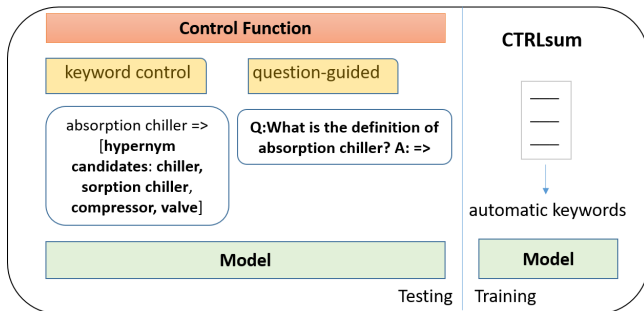 Control Function
keyword control
question-guided
absorption chiller =>
[hypernym
candidates: chiller,
sorption chiller,
compressor, valve]
Q:What is the definition of
absorption chiller? A: =>
Model
Testing
CTRLsum
automatic keywords
Model
Training